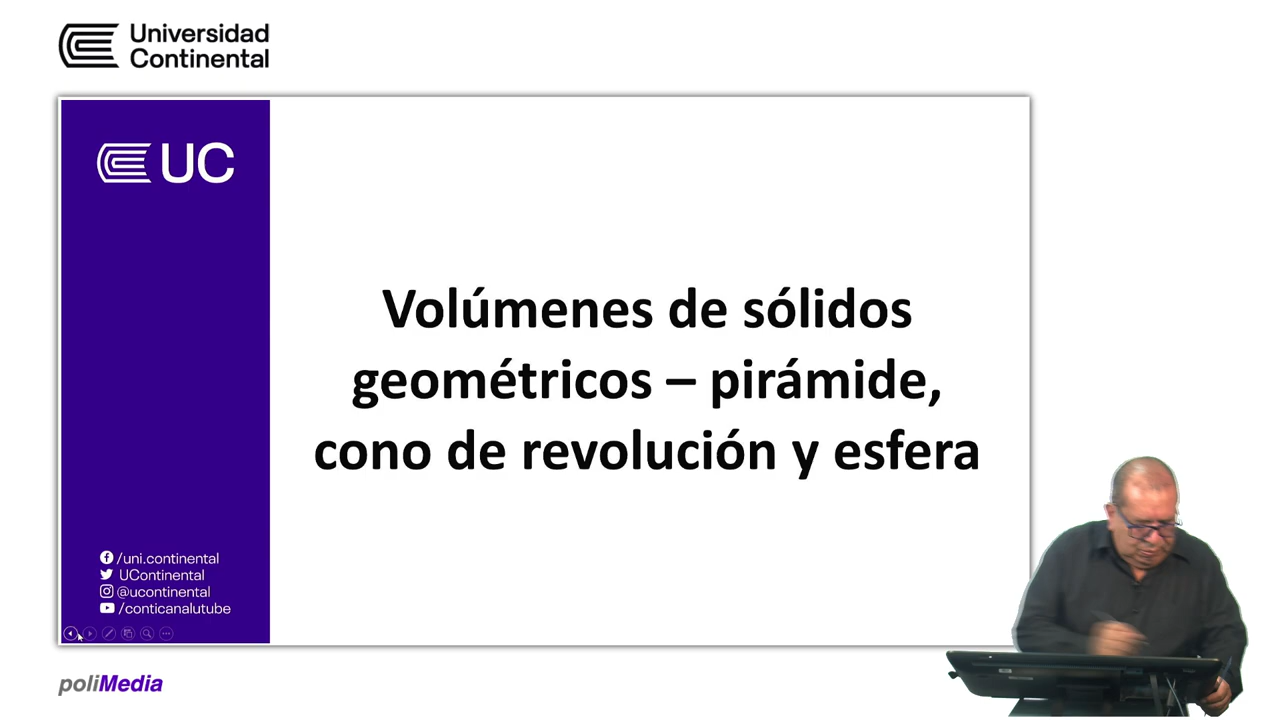 Universidad
Continental
UC
Volúmenes de sólidos
geométricos – pirámide,
cono de revolución y esfera
/uni.continental
UContinental
@ucontinental
/conticanalutube
poliMedia